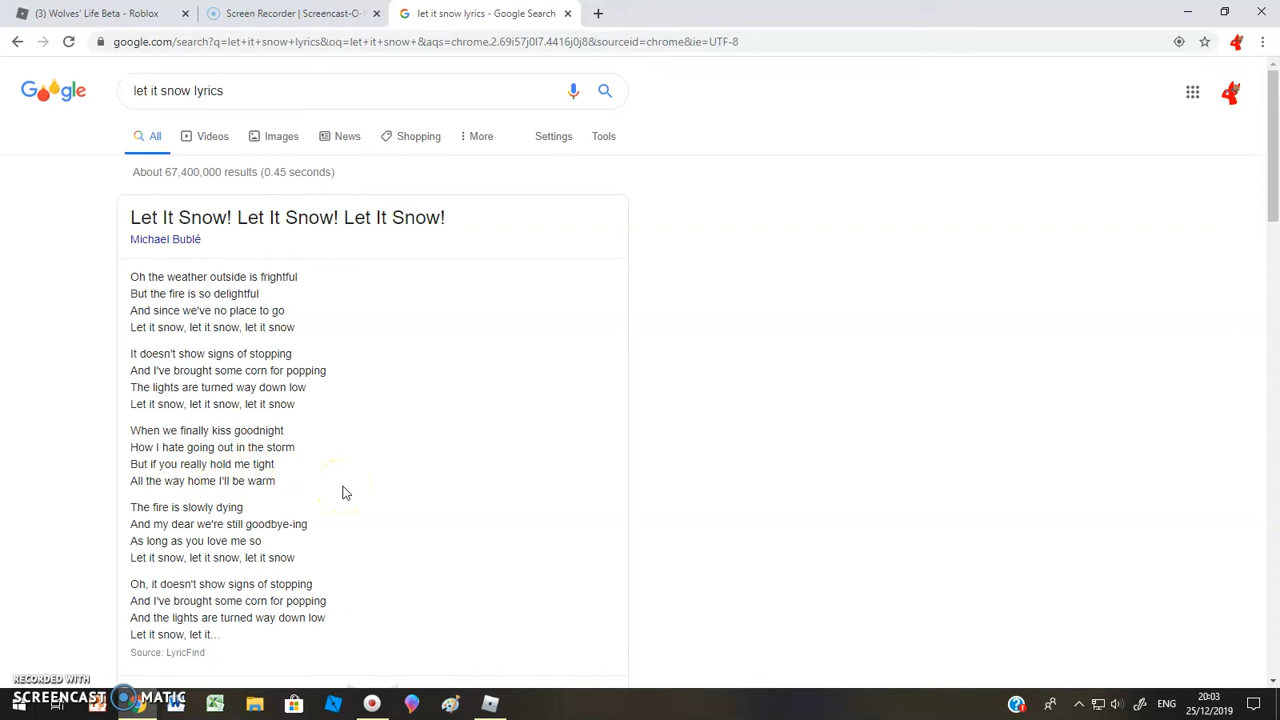 (3) Wolves' Life Beta - Roblox
Screen Recorder | Screencast-O-
let it snow lyrics - Google Search
google.com/search?q=let+it+snow+lyrics&oq=let+it+snow+&aqs=chrome.2.69i57j0l7.4416j0j8&sourceid=chrome&ie=UTF-8
Google
let it snow lyrics
All Videos Images News Shopping More Settings Tools
About 67,400,000 results (0.45 seconds)
Let It Snow! Let It Snow! Let It Snow!
Michael Bublé
Oh the weather outside is frightful
But the fire is so delightful
And since we've no place to go
Let it snow, let it snow, let it snow
It doesn't show signs of stopping
And I've brought some corn for popping
The lights are turned way down low
Let it snow, let it snow, let it snow
When we finally kiss goodnight
How I hate going out in the storm
But if you really hold me tight
All the way home I'll be warm
The fire is slowly dying
And my dear we're still goodbye-ing
As long as you love me so
Let it snow, let it snow, let it snow
Oh, it doesn't show signs of stopping
And I've brought some corn for popping
And the lights are turned way down low
Let it snow, let it...
Source: LyricFind
RECORDED WITH
SCREENCAST MATIC
ENG
20:03
25/12/2019